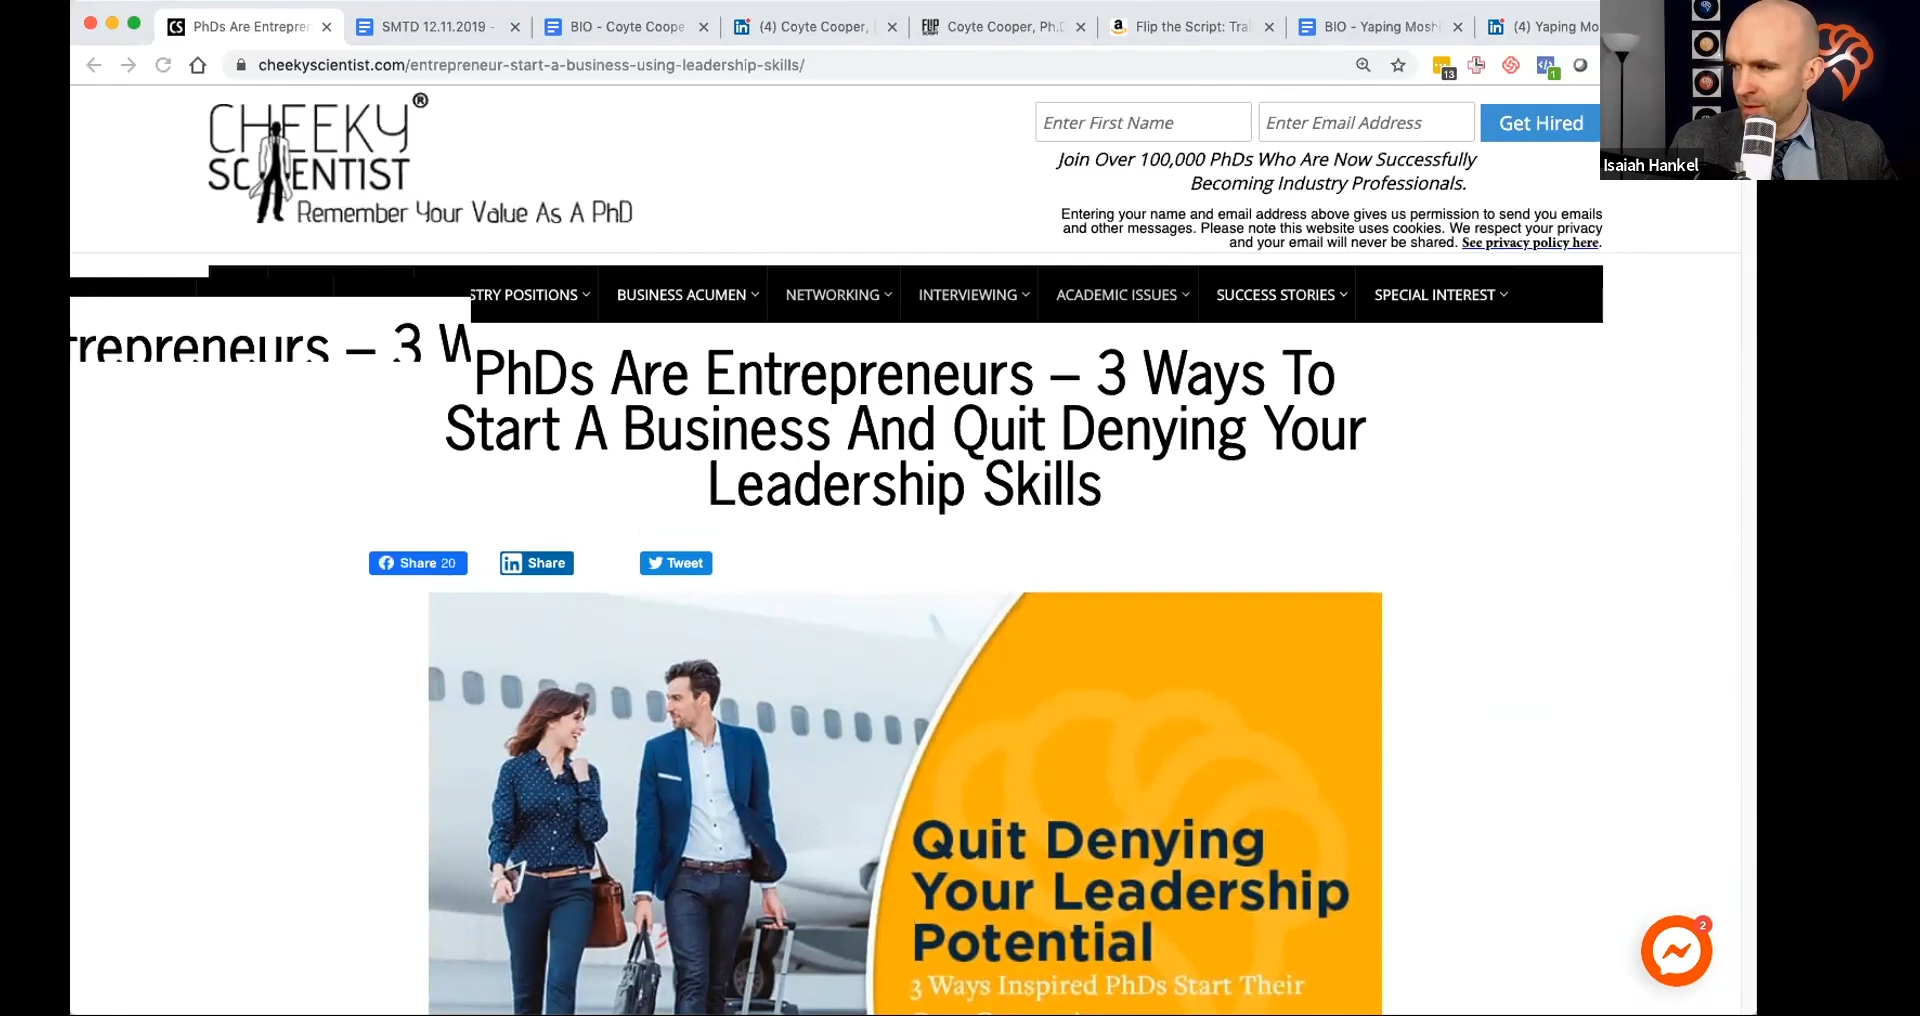 PhDs Are Entreprer
SMTD 12.11.2019 -
BIO - Coyte Coope
(4) Coyte Cooper,
Coyte Cooper, Ph.D
Flip the Script: Trai
BIO - Yaping Mosh
(4) Yaping Mo
cheekyscientist.com/entrepreneur-start-a-business-using-leadership-skills/
13
1
Isaiah Hankel
CHEEKY®
SCIENTIST
Remember Your Value As A PhD
Enter First Name
Enter Email Address
Get Hired
Join Over 100,000 PhDs Who Are Now Successfully
Becoming Industry Professionals.
Entering your name and email address above gives us permission to send you emails
and other messages. Please note this website uses cookies. We respect your privacy
and your email will never be shared. See privacy policy here.
STRY POSITIONS
BUSINESS ACUMEN
NETWORKING
INTERVIEWING
ACADEMIC ISSUES
SUCCESS STORIES
SPECIAL INTEREST
trepreneurs – 3 W
PhDs Are Entrepreneurs – 3 Ways To
Start A Business And Quit Denying Your
Leadership Skills
Share 20
in Share
Tweet
Quit Denying
Your Leadership
Potential
3 Ways Inspired PhDs Start Their
2